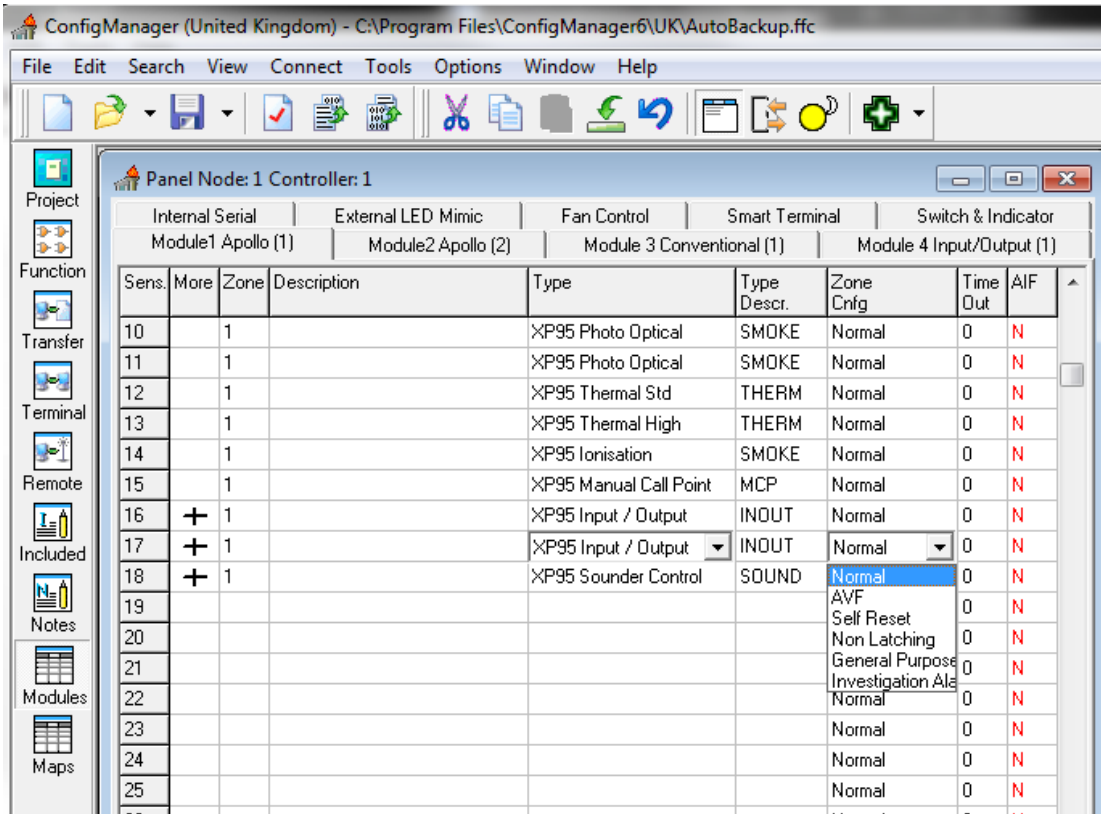 ConfigManager (United Kingdom) - C:\Program Files\ConfigManager6\UK\AutoBackup.ffc
File Edit Search View Connect Tools Options Window Help
Project
Function
Transfer
Terminal
Remote
Included
Notes
Modules
Maps
Panel Node: 1 Controller: 1
Internal Serial External LED Mimic Fan Control Smart Terminal Switch & Indicator
Module1 Apollo (1) Module2 Apollo (2) Module 3 Conventional (1) Module 4 Input/Output (1)
Sens. More Zone Description Type Type Descr. Zone Cnfg Time Out AIF
10 1 XP95 Photo Optical SMOKE Normal 0 N
11 1 XP95 Photo Optical SMOKE Normal 0 N
12 1 XP95 Thermal Std THERM Normal 0 N
13 1 XP95 Thermal High THERM Normal 0 N
14 1 XP95 Ionisation SMOKE Normal 0 N
15 1 XP95 Manual Call Point MCP Normal 0 N
16 + 1 XP95 Input / Output INOUT Normal 0 N
17 + 1 XP95 Input / Output INOUT Normal 0 N
18 + 1 XP95 Sounder Control SOUND Normal 0 N
AVF
19 0 N
Self Reset
20 Non Latching 0 N
General Purpose
21 0 N
Investigation Ala
22 Normal 0 N
23 Normal 0 N
24 Normal 0 N
25 Normal 0 N